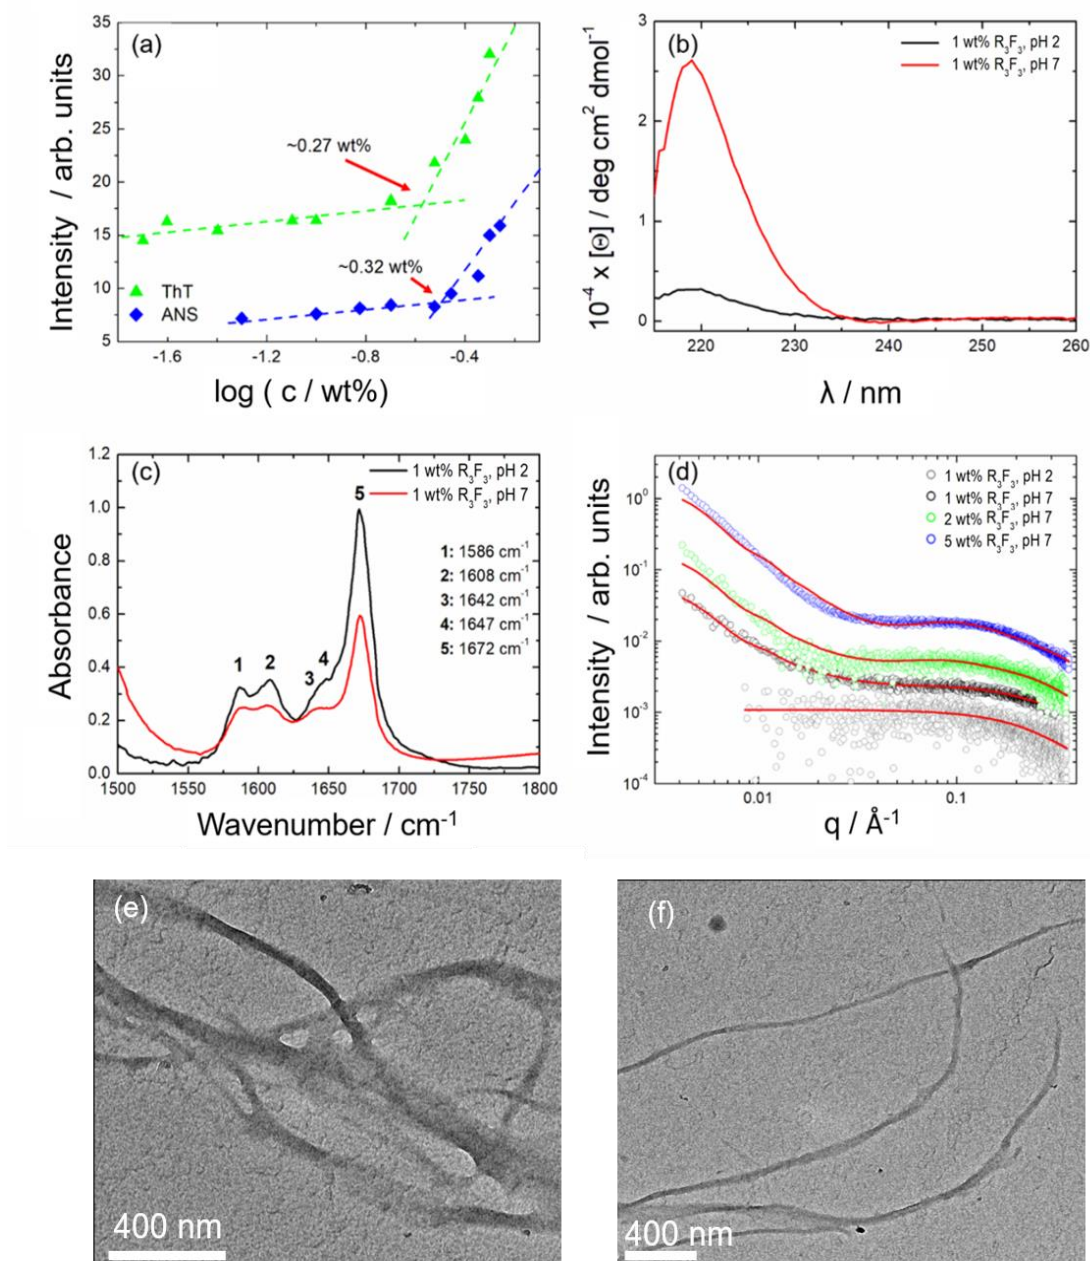 (a)
Intensity / arb. units
35
30
25
20
15
10
5
~0.27 wt%
~0.32 wt%
ThT
ANS
-1.6
-1.2
-0.8
-0.4
log ( c / wt%)
(b)
10⁻⁴ x [Θ] / deg cm² dmol⁻¹
3
2
1
0
1 wt% R₃F₃, pH 2
1 wt% R₃F₃, pH 7
220
230
240
250
260
λ / nm
(c)
Absorbance
1.2
1.0
0.8
0.6
0.4
0.2
0.0
1 wt% R₃F₃, pH 2
1 wt% R₃F₃, pH 7
5
1: 1586 cm⁻¹
2: 1608 cm⁻¹
3: 1642 cm⁻¹
4: 1647 cm⁻¹
5: 1672 cm⁻¹
1
2
3
4
1500
1550
1600
1650
1700
1750
1800
Wavenumber / cm⁻¹
(d)
Intensity / arb. units
10⁰
10⁻¹
10⁻²
10⁻³
10⁻⁴
1 wt% R₃F₃, pH 2
1 wt% R₃F₃, pH 7
2 wt% R₃F₃, pH 7
5 wt% R₃F₃, pH 7
0.01
0.1
q / Å⁻¹
(e)
400 nm
(f)
400 nm